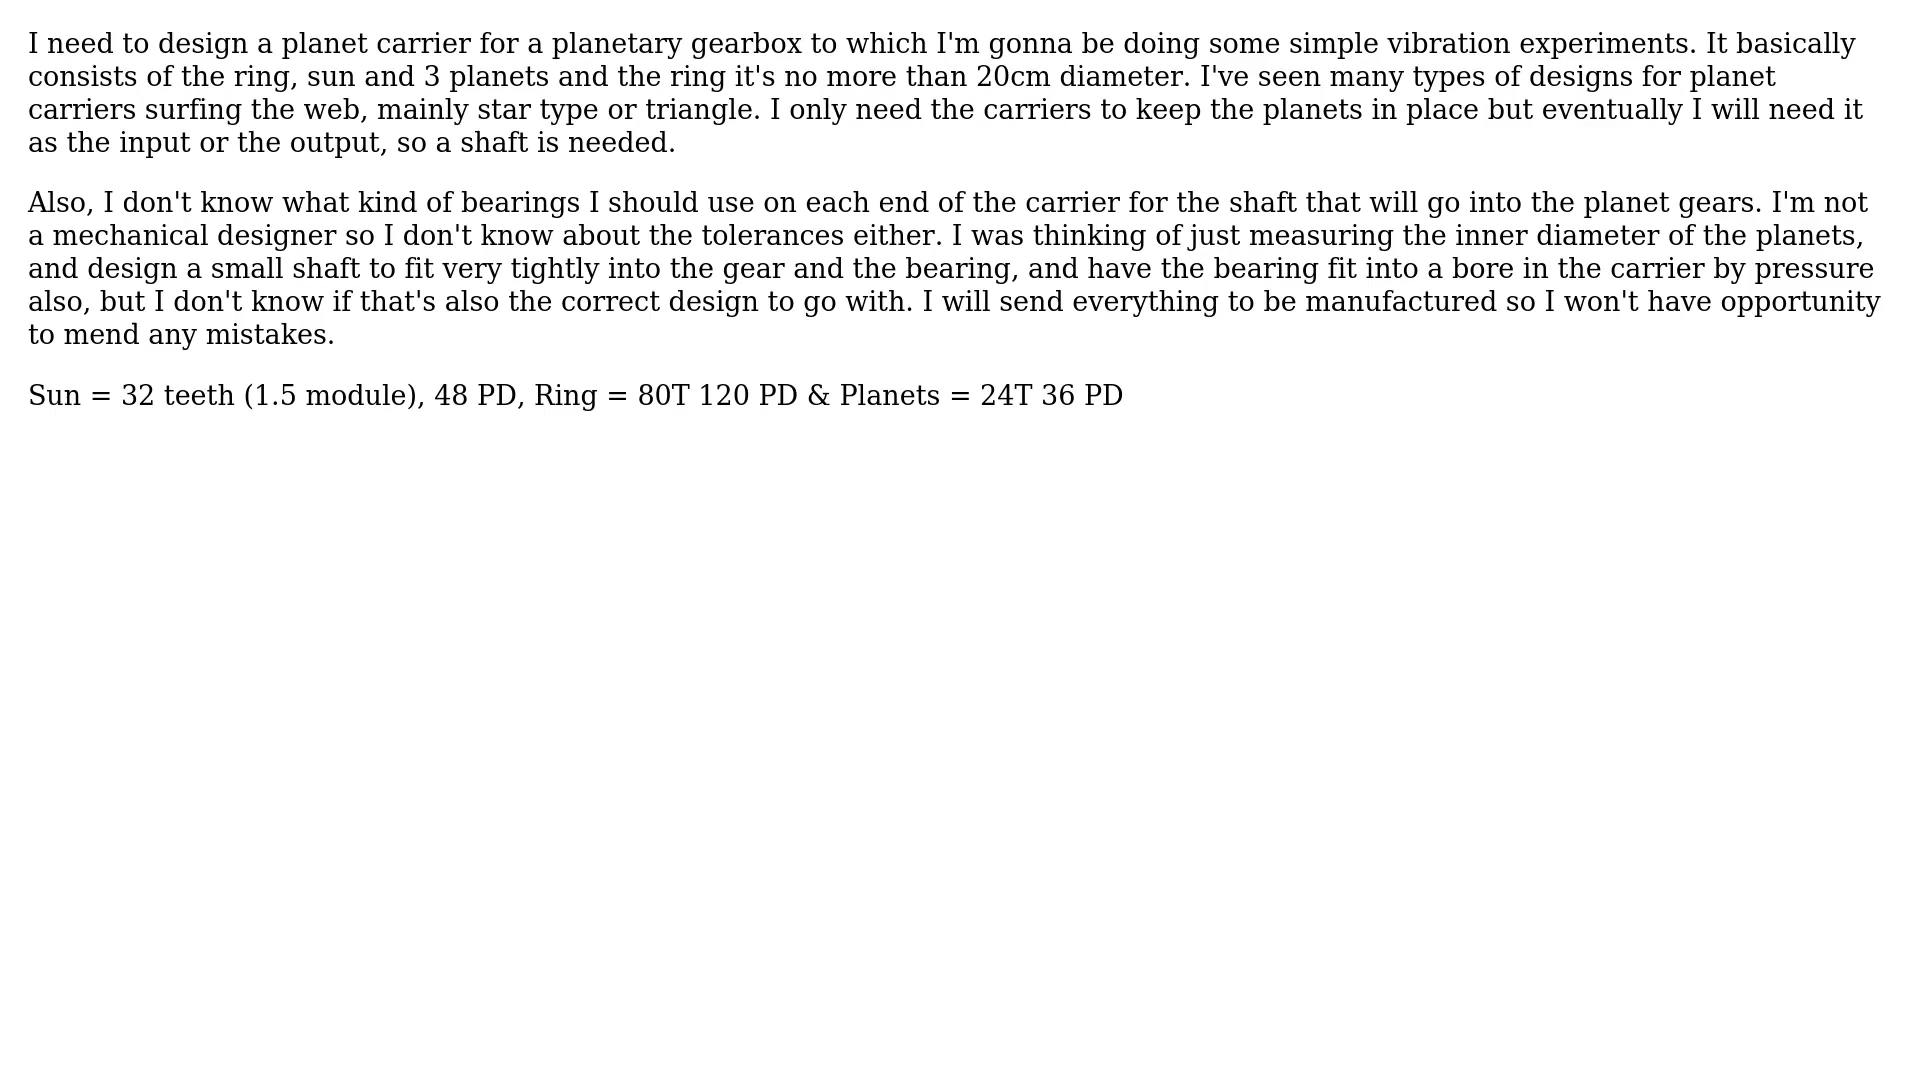 I need to design a planet carrier for a planetary gearbox to which I'm gonna be doing some simple vibration experiments. It basically
consists of the ring, sun and 3 planets and the ring it's no more than 20cm diameter. I've seen many types of designs for planet
carriers surfing the web, mainly star type or triangle. I only need the carriers to keep the planets in place but eventually I will need it
as the input or the output, so a shaft is needed.
Also, I don't know what kind of bearings I should use on each end of the carrier for the shaft that will go into the planet gears. I'm not
a mechanical designer so I don't know about the tolerances either. I was thinking of just measuring the inner diameter of the planets,
and design a small shaft to fit very tightly into the gear and the bearing, and have the bearing fit into a bore in the carrier by pressure
also, but I don't know if that's also the correct design to go with. I will send everything to be manufactured so I won't have opportunity
to mend any mistakes.
Sun = 32 teeth (1.5 module), 48 PD, Ring = 80T 120 PD & Planets = 24T 36 PD